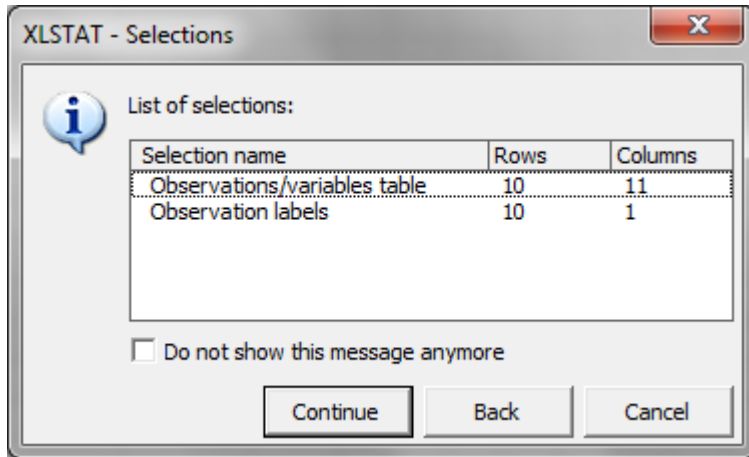 XLSTAT - Selections
List of selections:
Selection name Rows Columns
Observations/variables table 10 11
Observation labels 10 1
Do not show this message anymore
Continue Back Cancel